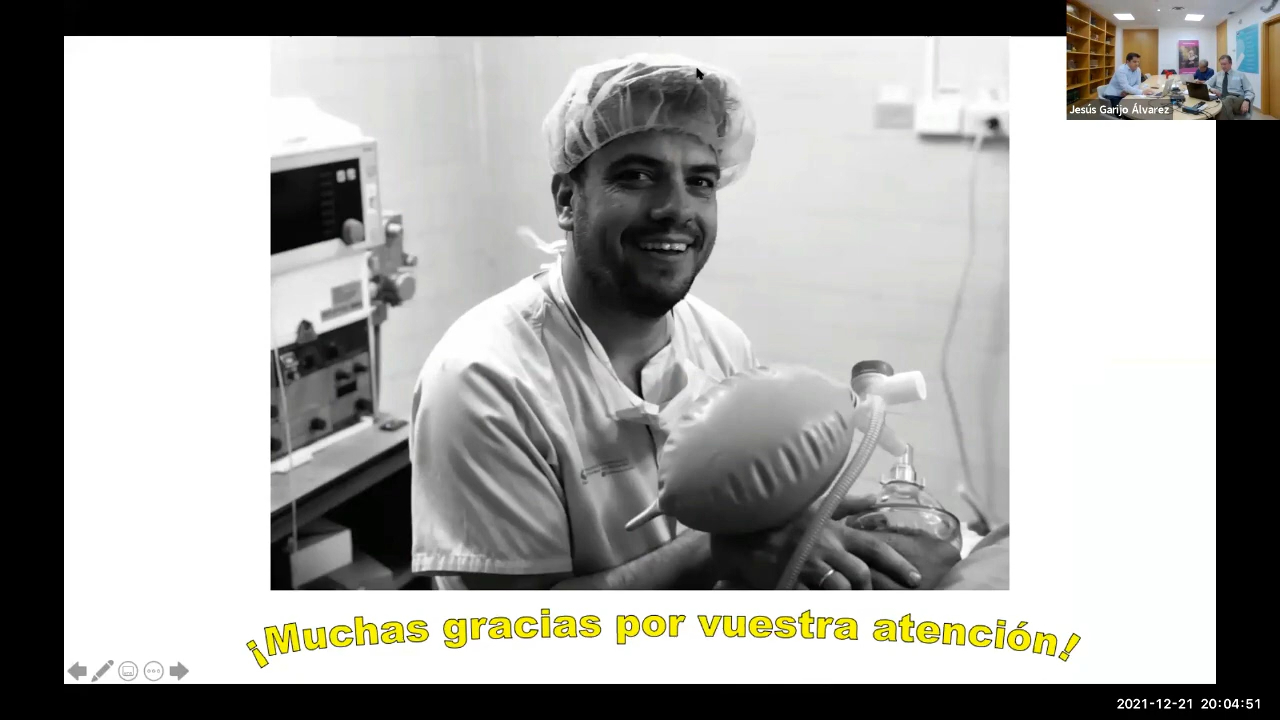 Jesús Garijo Álvarez
¡Muchas gracias por vuestra atención!
2021-12-21 20:04:51